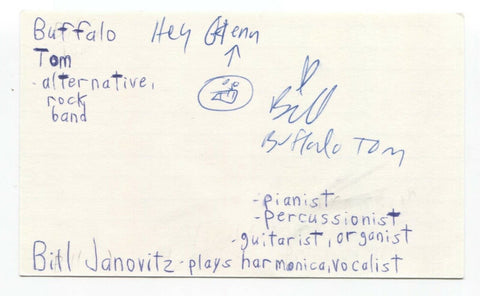 Buffalo Hey Glenn
Tom
-alternative,
rock
band
Bill
Buffalo Tom
-pianist
-percussionist
-guitarist, organist
Bill Janovitz -plays harmonica, vocalist